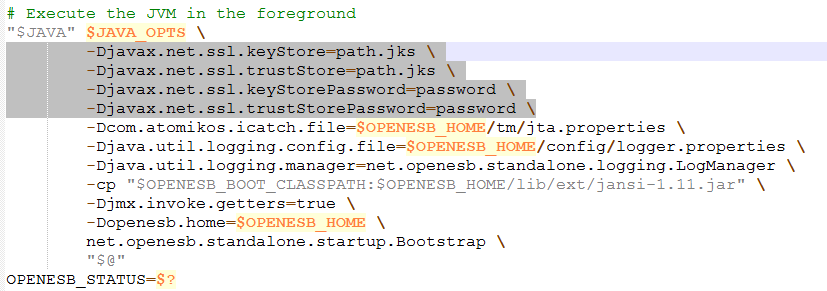 # Execute the JVM in the foreground
"$JAVA" $JAVA_OPTS \
-Djavax.net.ssl.keyStore=path.jks \
-Djavax.net.ssl.trustStore=path.jks \
-Djavax.net.ssl.keyStorePassword=password \
-Djavax.net.ssl.trustStorePassword=password \
-Dcom.atomikos.icatch.file=$OPENESB_HOME/tm/jta.properties \
-Djava.util.logging.config.file=$OPENESB_HOME/config/logger.properties \
-Djava.util.logging.manager=net.openesb.standalone.logging.LogManager \
-cp "$OPENESB_BOOT_CLASSPATH:$OPENESB_HOME/lib/ext/jansi-1.11.jar" \
-Djmx.invoke.getters=true \
-Dopenesb.home=$OPENESB_HOME \
net.openesb.standalone.startup.Bootstrap \
"$@"
OPENESB_STATUS=$?